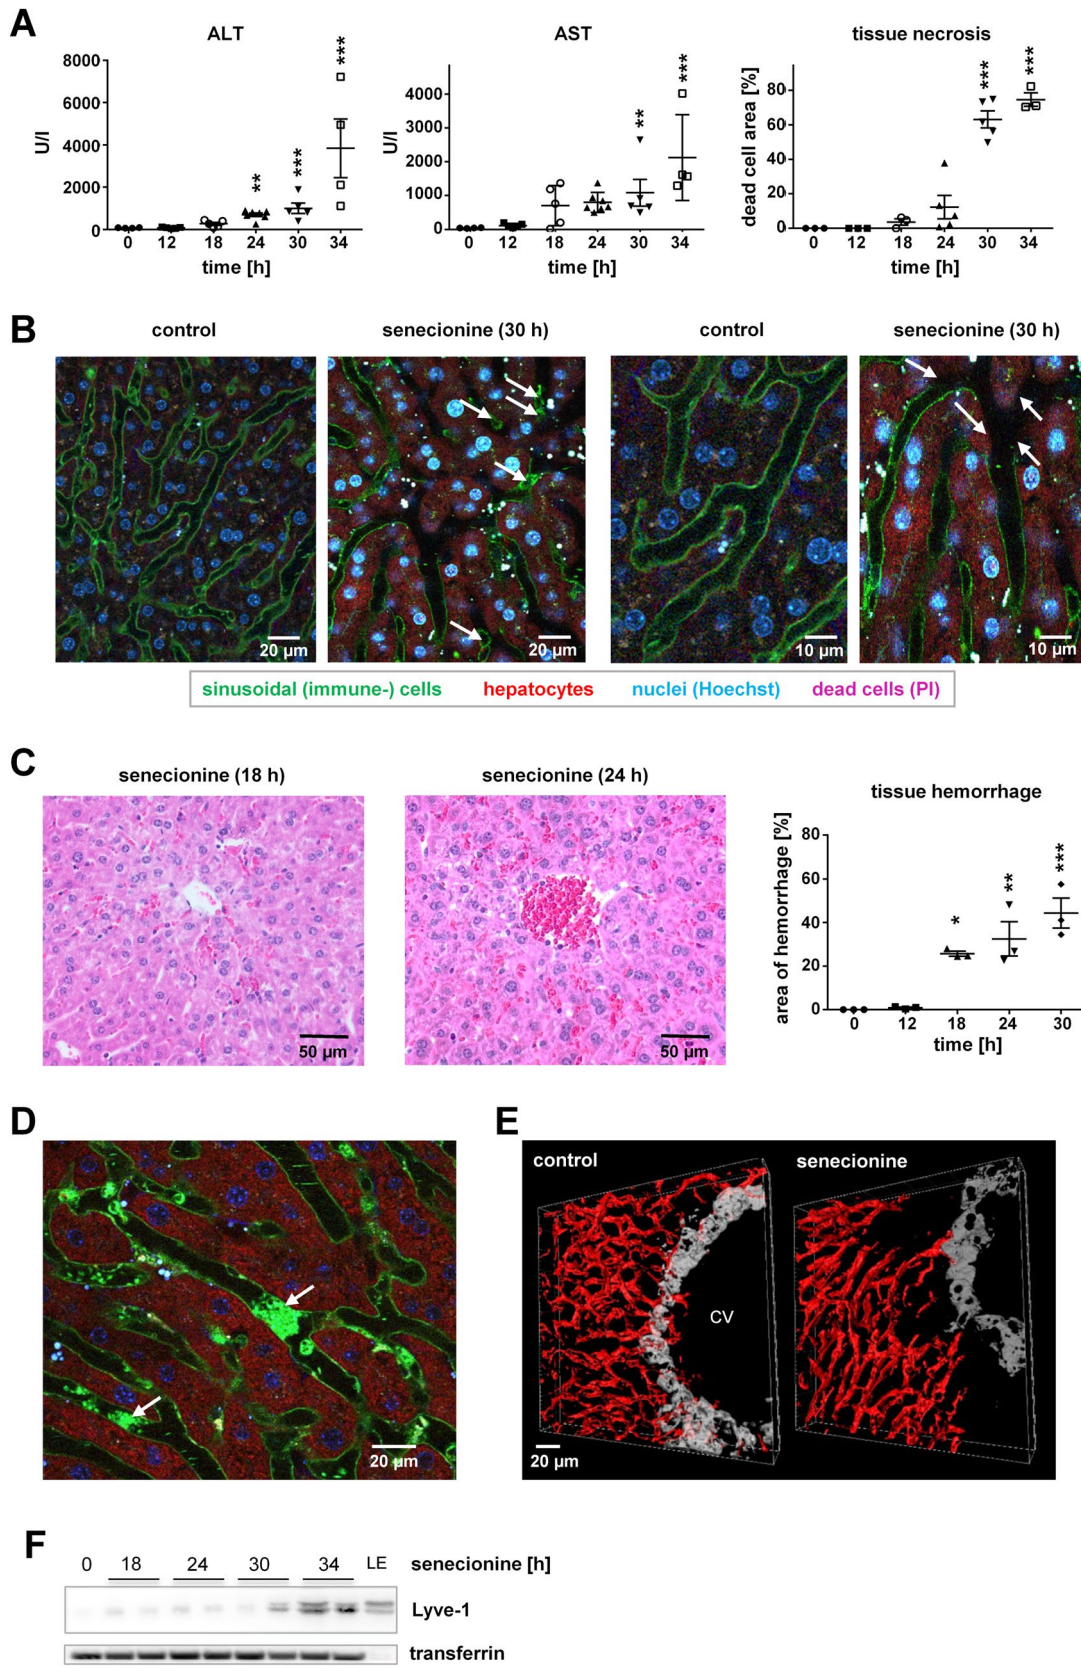 A
ALT
AST
tissue necrosis
U/l
8000
6000
4000
2000
0
**
***
***
0 12 18 24 30 34
time [h]
U/l
4000
3000
2000
1000
0
**
***
0 12 18 24 30 34
time [h]
dead cell area [%]
80
60
40
20
0
***
***
0 12 18 24 30 34
time [h]
B
control
senecionine (30 h)
control
senecionine (30 h)
20 µm
20 µm
10 µm
10 µm
sinusoidal (immune-) cells hepatocytes nuclei (Hoechst) dead cells (PI)
C
senecionine (18 h)
senecionine (24 h)
tissue hemorrhage
50 µm
50 µm
area of hemorrhage [%]
80
60
40
20
0
*
**
***
0 12 18 24 30
time [h]
D
20 µm
E
control
senecionine
CV
20 µm
F
0 18 24 30 34 LE senecionine [h]
Lyve-1
transferrin